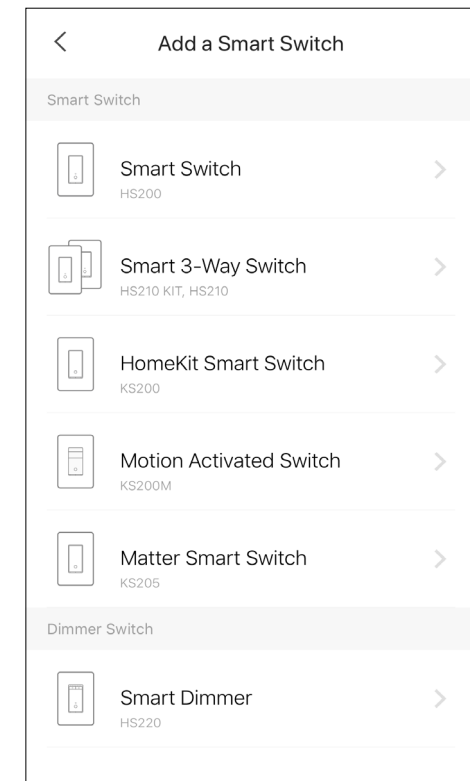 Add a Smart Switch
Smart Switch
Smart Switch
HS200
Smart 3-Way Switch
HS210 KIT, HS210
HomeKit Smart Switch
KS200
Motion Activated Switch
KS200M
Matter Smart Switch
KS205
Dimmer Switch
Smart Dimmer
HS220